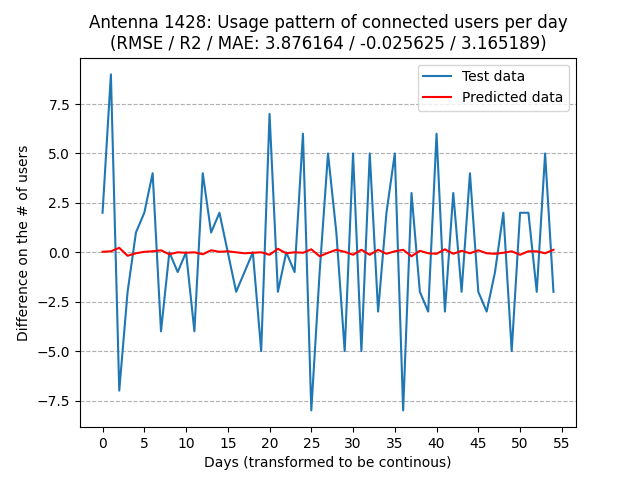 Antenna 1428: Usage pattern of connected users per day
(RMSE / R2 / MAE: 3.876164 / -0.025625 / 3.165189)
Test data
Predicted data
7.5
5.0
2.5
0.0
−2.5
−5.0
−7.5
Difference on the # of users
0 5 10 15 20 25 30 35 40 45 50 55
Days (transformed to be continous)